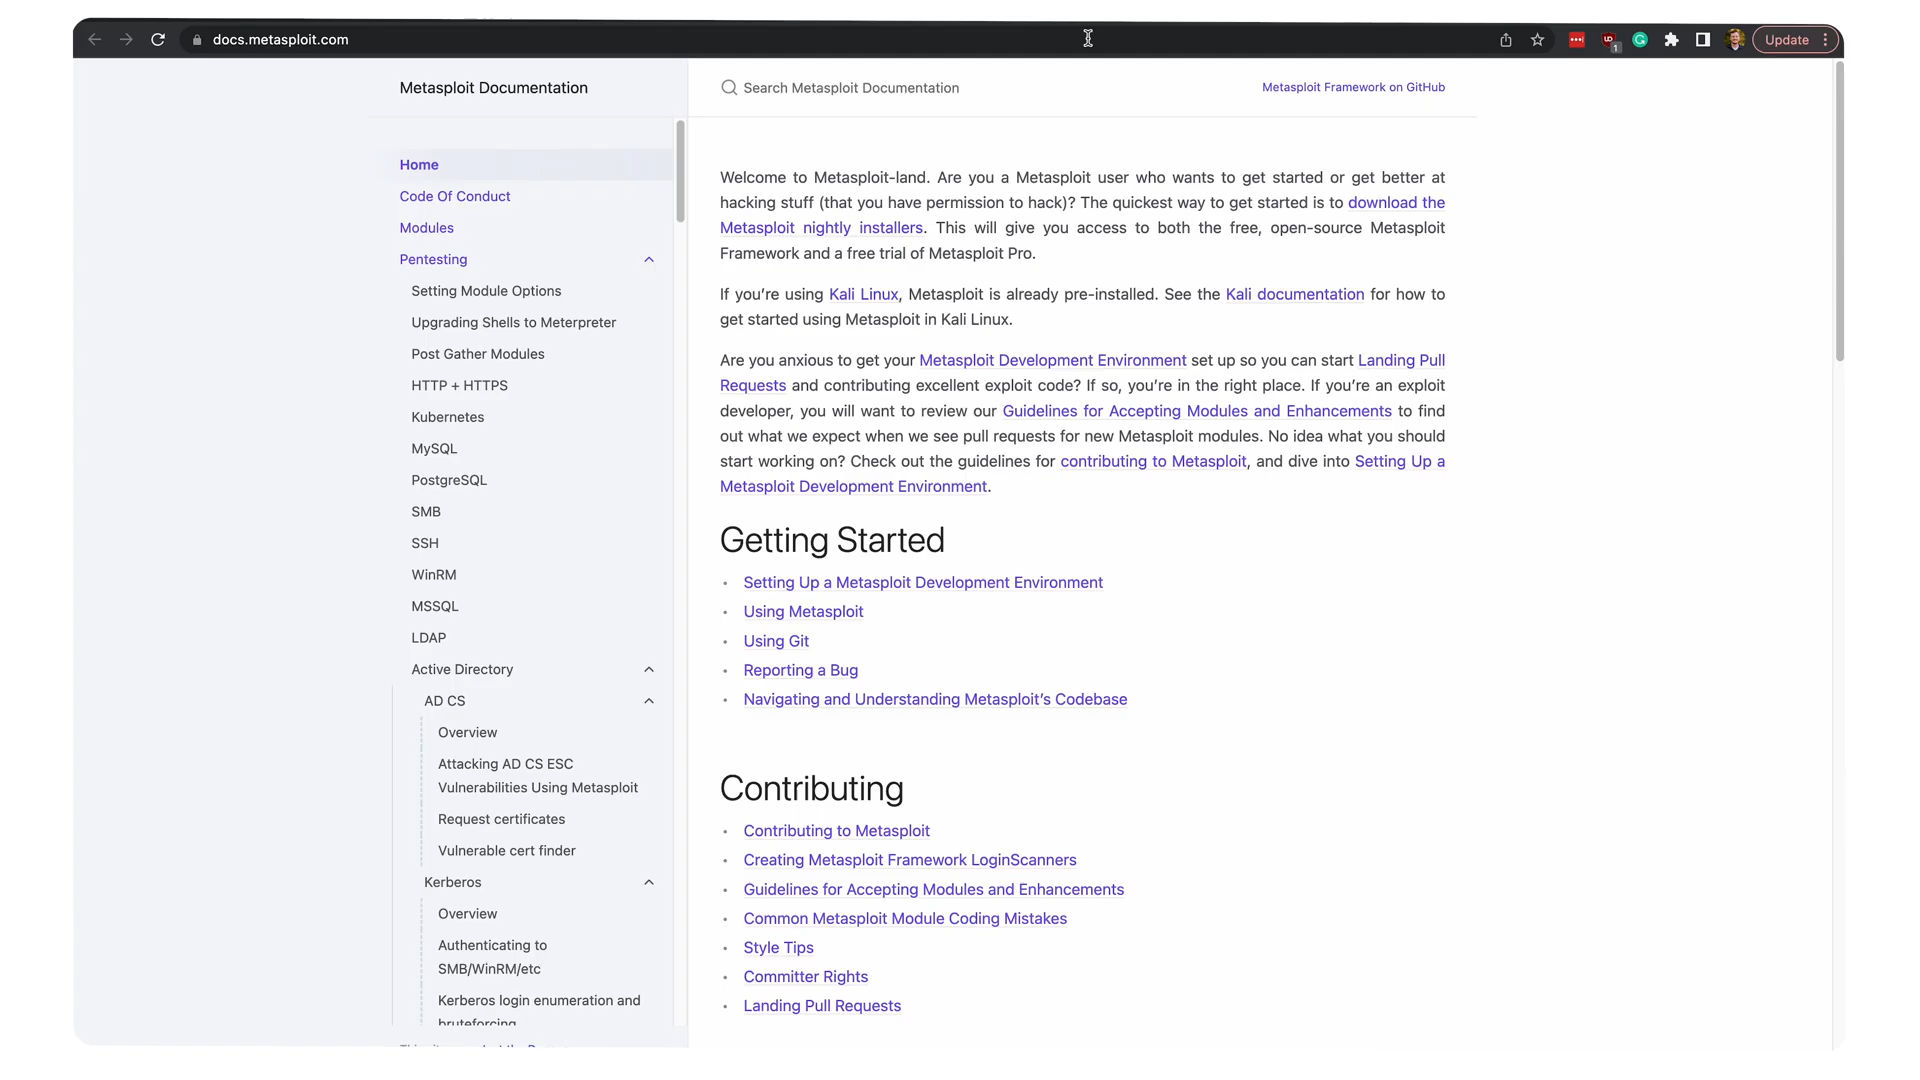 docs.metasploit.com
Update
Metasploit Documentation
Search Metasploit Documentation
Metasploit Framework on GitHub
Home
Code Of Conduct
Modules
Pentesting
Setting Module Options
Upgrading Shells to Meterpreter
Post Gather Modules
HTTP + HTTPS
Kubernetes
MySQL
PostgreSQL
SMB
SSH
WinRM
MSSQL
LDAP
Active Directory
AD CS
Overview
Attacking AD CS ESC
Vulnerabilities Using Metasploit
Request certificates
Vulnerable cert finder
Kerberos
Overview
Authenticating to
SMB/WinRM/etc
Kerberos login enumeration and
bruteforcing
Welcome to Metasploit-land. Are you a Metasploit user who wants to get started or get better at
hacking stuff (that you have permission to hack)? The quickest way to get started is to download the
Metasploit nightly installers. This will give you access to both the free, open-source Metasploit
Framework and a free trial of Metasploit Pro.
If you’re using Kali Linux, Metasploit is already pre-installed. See the Kali documentation for how to
get started using Metasploit in Kali Linux.
Are you anxious to get your Metasploit Development Environment set up so you can start Landing Pull
Requests and contributing excellent exploit code? If so, you’re in the right place. If you’re an exploit
developer, you will want to review our Guidelines for Accepting Modules and Enhancements to find
out what we expect when we see pull requests for new Metasploit modules. No idea what you should
start working on? Check out the guidelines for contributing to Metasploit, and dive into Setting Up a
Metasploit Development Environment.
Getting Started
• Setting Up a Metasploit Development Environment
• Using Metasploit
• Using Git
• Reporting a Bug
• Navigating and Understanding Metasploit’s Codebase
Contributing
• Contributing to Metasploit
• Creating Metasploit Framework LoginScanners
• Guidelines for Accepting Modules and Enhancements
• Common Metasploit Module Coding Mistakes
• Style Tips
• Committer Rights
• Landing Pull Requests